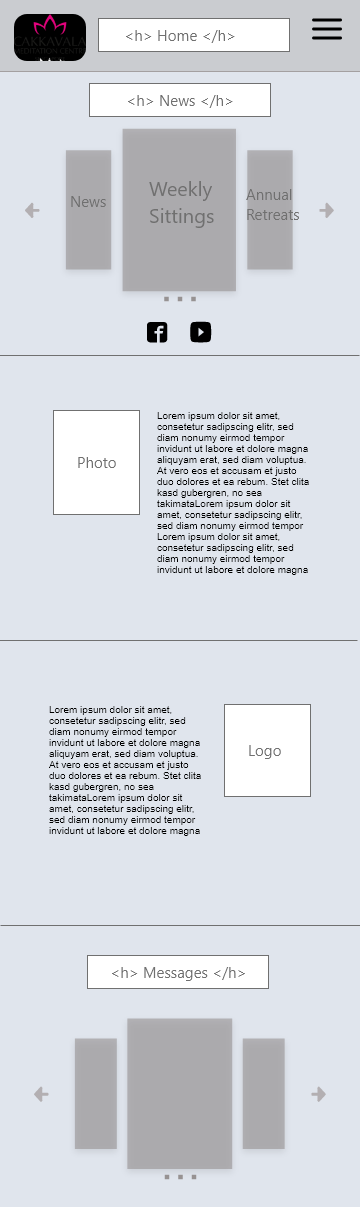 CAKKAVALA
MEDITATION CENTRE
<h> Home </h>
<h> News </h>
News
Weekly
Sittings
Annual
Retreats
Photo
Lorem ipsum dolor sit amet,
consetetur sadipscing elitr, sed
diam nonumy eirmod tempor
invidunt ut labore et dolore magna
aliquyam erat, sed diam voluptua.
At vero eos et accusam et justo
duo dolores et ea rebum. Stet clita
kasd gubergren, no sea
takimataLorem ipsum dolor sit
amet, consetetur sadipscing elitr,
sed diam nonumy eirmod tempor
Lorem ipsum dolor sit amet,
consetetur sadipscing elitr, sed
diam nonumy eirmod tempor
invidunt ut labore et dolore magna
Lorem ipsum dolor sit amet,
consetetur sadipscing elitr, sed
diam nonumy eirmod tempor
invidunt ut labore et dolore magna
aliquyam erat, sed diam voluptua.
At vero eos et accusam et justo
duo dolores et ea rebum. Stet clita
kasd gubergren, no sea
takimataLorem ipsum dolor sit
amet, consetetur sadipscing elitr,
sed diam nonumy eirmod tempor
invidunt ut labore et dolore magna
Logo
<h> Messages </h>